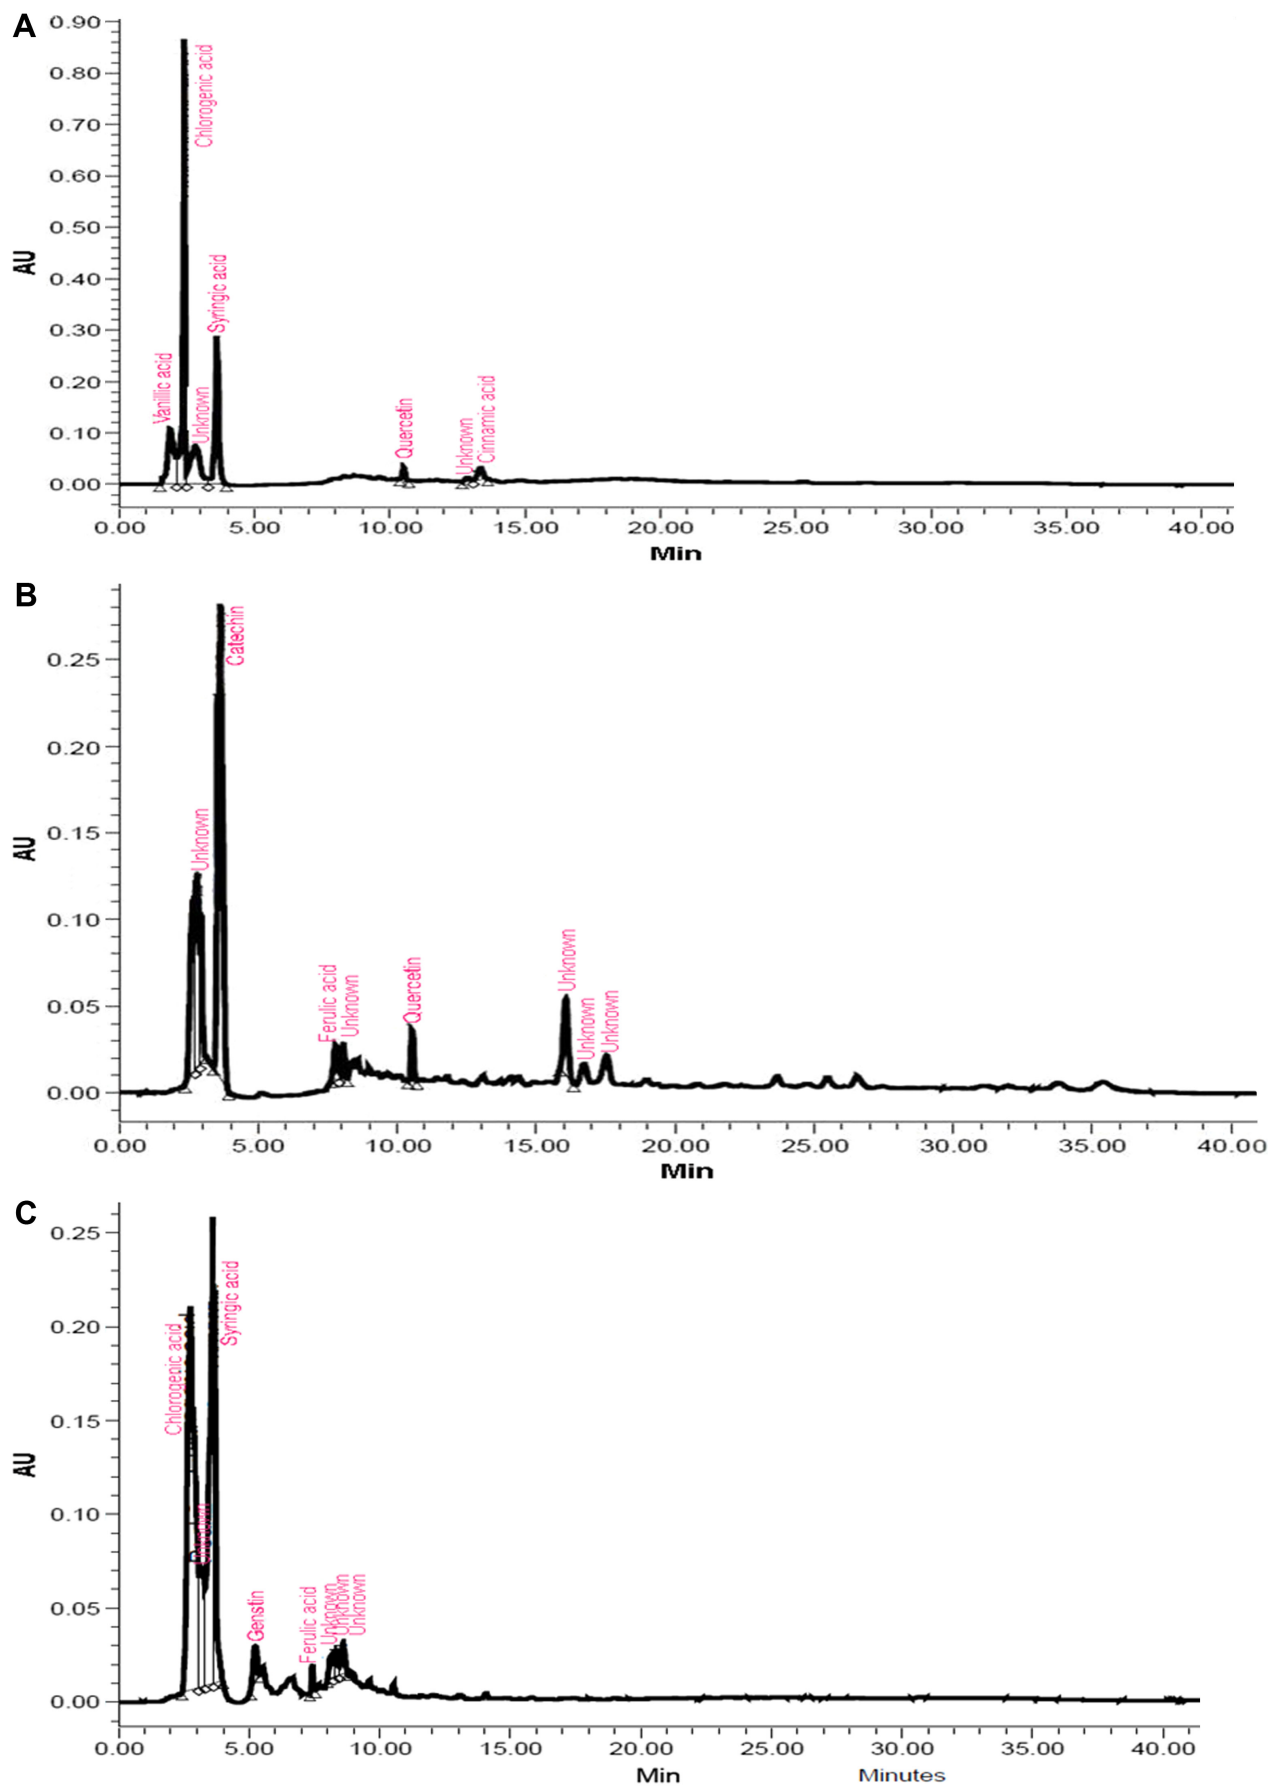 A
0.90
0.80
0.70
0.60
0.50
0.40
0.30
0.20
0.10
0.00
AU
Vanillic acid
Chlorogenic acid
Unknown
Syringic acid
Quercetin
Unknown
Cinnamic acid
0.00 5.00 10.00 15.00 20.00 25.00 30.00 35.00 40.00
Min
B
0.25
0.20
0.15
0.10
0.05
0.00
AU
Unknown
Catechin
Ferulic acid
Unknown
Quercetin
Unknown
Unknown
Unknown
0.00 5.00 10.00 15.00 20.00 25.00 30.00 35.00 40.00
Min
C
0.25
0.20
0.15
0.10
0.05
0.00
AU
Chlorogenic acid
Unknown
Syringic acid
Genstin
Ferulic acid
Unknown
Unknown
Unknown
0.00 5.00 10.00 15.00 20.00 25.00 30.00 35.00 40.00
Min Minutes